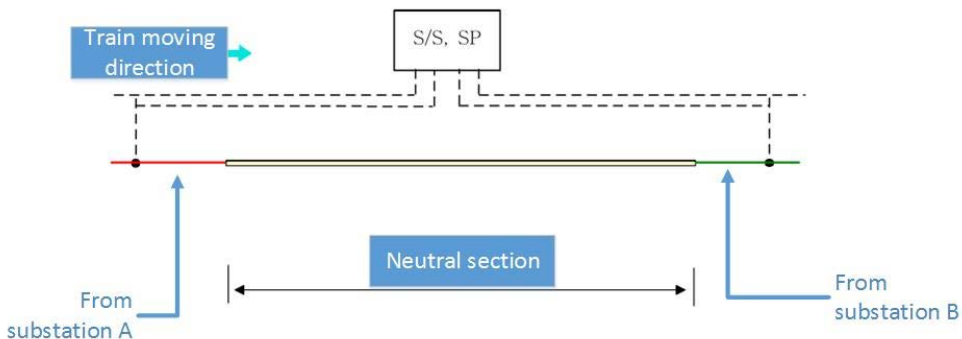 Train moving
direction
S/S, SP
Neutral section
From
substation A
From
substation B